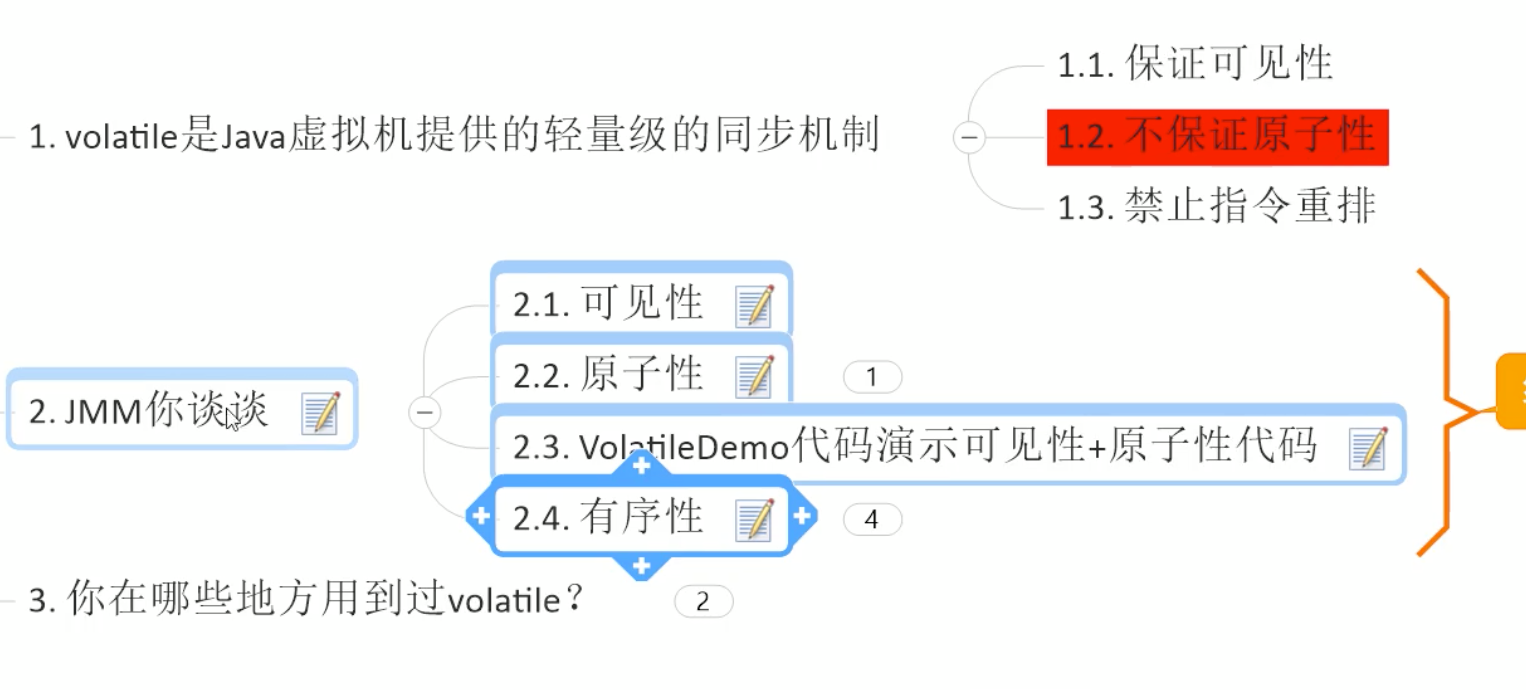 1. volatile是Java虚拟机提供的轻量级的同步机制
1.1. 保证可见性
1.2. 不保证原子性
1.3. 禁止指令重排
2. JMM你谈谈
2.1. 可见性
2.2. 原子性
1
2.3. VolatileDemo代码演示可见性+原子性代码
2.4. 有序性
4
3. 你在哪些地方用到过volatile？
2